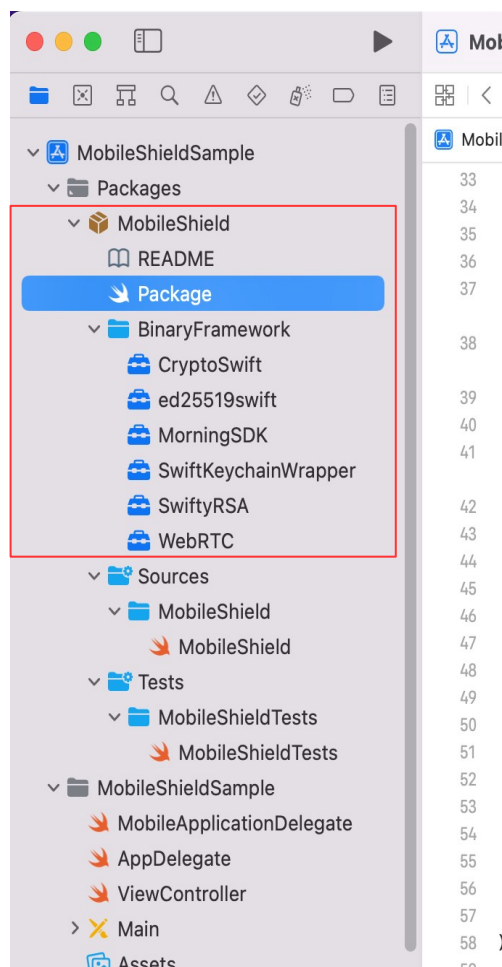 Mob
Mobil
MobileShieldSample
Packages
MobileShield
README
Package
BinaryFramework
CryptoSwift
ed25519swift
MorningSDK
SwiftKeychainWrapper
SwiftyRSA
WebRTC
Sources
MobileShield
MobileShield
Tests
MobileShieldTests
MobileShieldTests
MobileShieldSample
MobileApplicationDelegate
AppDelegate
ViewController
Main
Assets
33
34
35
36
37
38
39
40
41
42
43
44
45
46
47
48
49
50
51
52
53
54
55
56
57
58 )